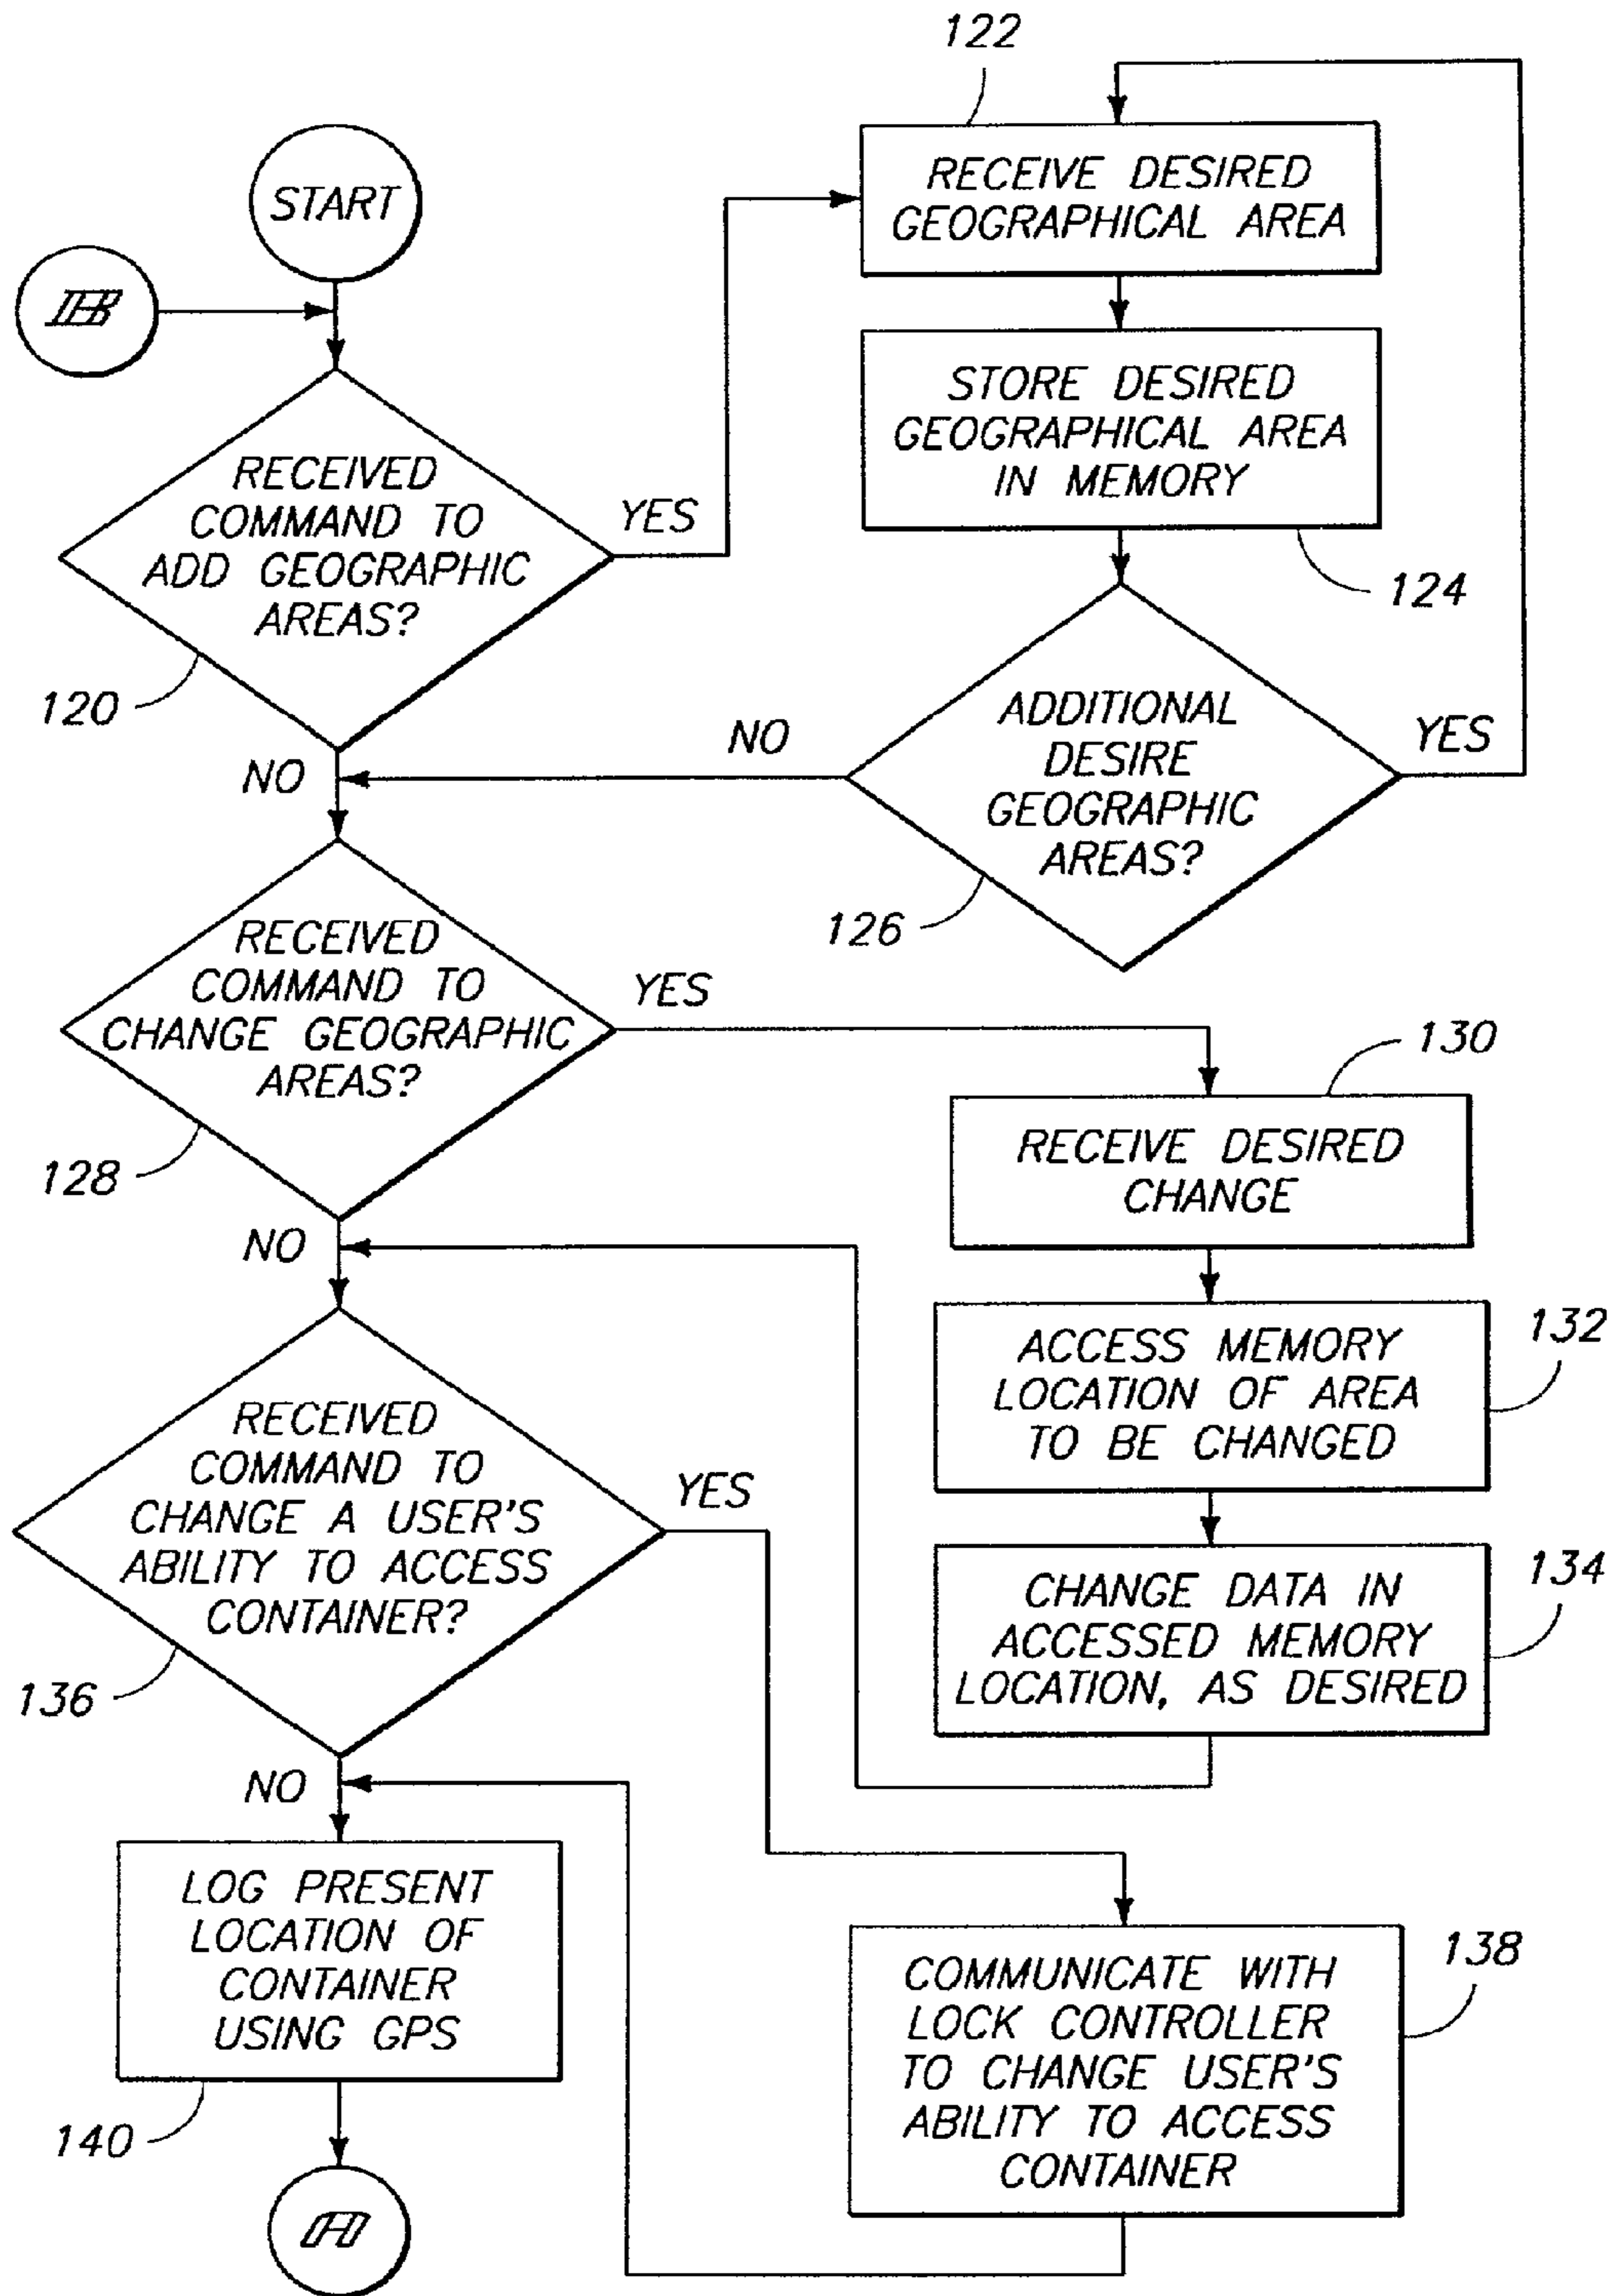 122
START
RECEIVE DESIRED
GEOGRAPHICAL AREA
STORE DESIRED
GEOGRAPHICAL AREA
IN MEMORY
124
RECEIVED
COMMAND TO
ADD GEOGRAPHIC
AREAS?
YES
120
NO
ADDITIONAL
DESIRE
GEOGRAPHIC
AREAS?
NO
YES
126
RECEIVED
COMMAND TO
CHANGE GEOGRAPHIC
AREAS?
YES
128
NO
130
RECEIVE DESIRED
CHANGE
ACCESS MEMORY
LOCATION OF AREA
TO BE CHANGED
132
CHANGE DATA IN
ACCESSED MEMORY
LOCATION, AS DESIRED
134
RECEIVED
COMMAND TO
CHANGE A USER'S
ABILITY TO ACCESS
CONTAINER?
YES
136
NO
LOG PRESENT
LOCATION OF
CONTAINER
USING GPS
140
COMMUNICATE WITH
LOCK CONTROLLER
TO CHANGE USER'S
ABILITY TO ACCESS
CONTAINER
138